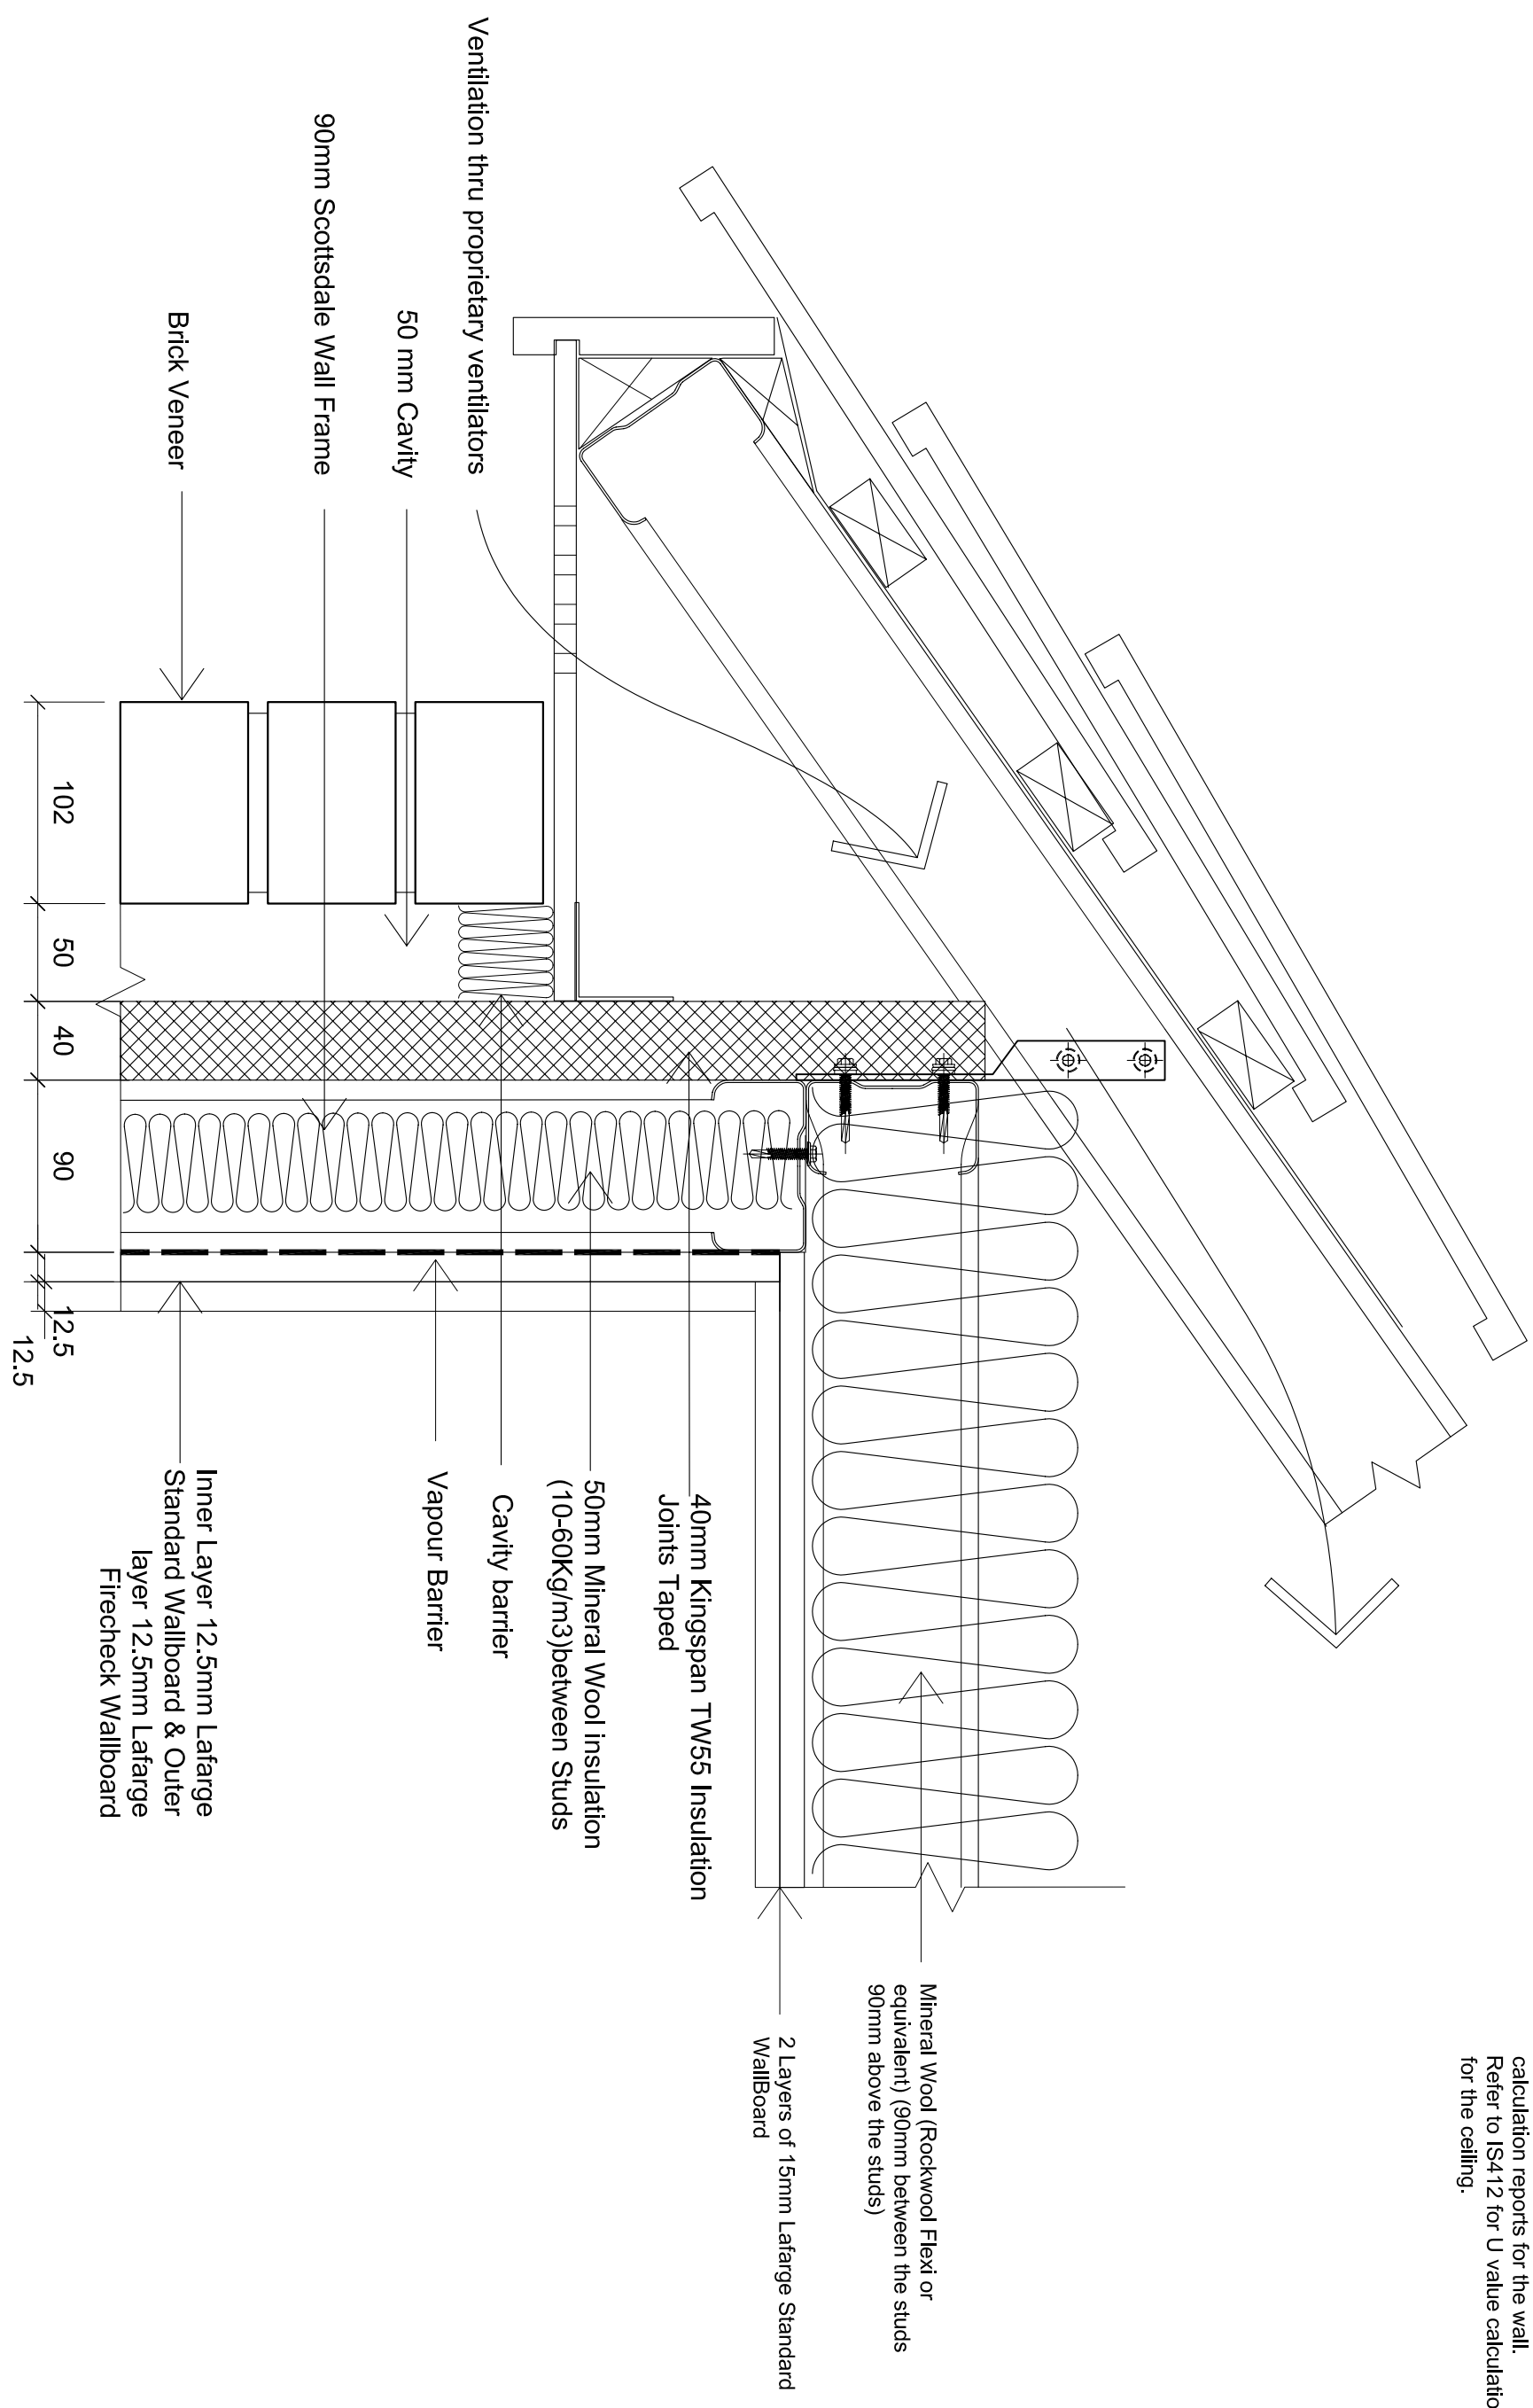 calculation reports for the wall.
Refer to IS412 for U value calculatio
for the ceiling.
Ventilation thru proprietary ventilators
50 mm Cavity
90mm Scottsdale Wall Frame
Brick Veneer
Mineral Wool (Rockwool Flexi or
equivalent) (90mm between the studs
90mm above the studs)
2 Layers of 15mm Lafarge Standard
WallBoard
40mm Kingspan TW55 Insulation
Joints Taped
50mm Mineral Wool insulation
(10-60Kg/m3)between Studs
Cavity barrier
Vapour Barrier
Inner Layer 12.5mm Lafarge
Standard Wallboard & Outer
layer 12.5mm Lafarge
Firecheck Wallboard
102
50
40
90
12.5
12.5